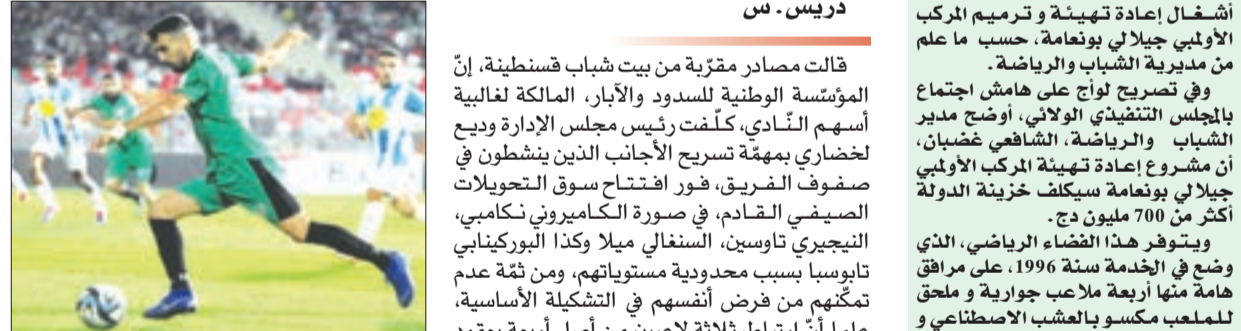 أشـغـال إعادة تـهيـئة و ترميم المركب
الأولمبي جيلالي بونعامة، حسب ما علم
من مديرية الشباب والرياضة.
وفي تصريح لوأج على هامش اجتماع
بالمجلس التنفيذي الولائي، أوضح مدير
الشباب والرياضة، الشافعي غضبان،
أن مشروع إعادة تـهيئة المركب الأولمبي
جيلالي بونعامة سيكلف خزينة الدولة
أكثر من 700 مليون دج.
ويتوفر هذا الفضاء الرياضي، الذي
وضع في الخدمة سنة 1996، على مرافق
هامة منها أربعة ملاعب جوارية و ملحق
للملعب مكسو بالعشب الاصطناعي و
دريس. س
قالت مصادر مقرّبة من بيت شباب قسنطينة، إنّ
المؤسّسة الوطنية للسدود والآبار، المالكة لغالبية
أسهم النّادي، كلّفت رئيس مجلس الإدارة وديع
لخضاري بمهمّة تسريح الأجانب الذين ينشطون في
صفوف الفريق، فور افتتاح سوق التحويلات
الصيفي القادم، في صورة الكاميروني نكامبي،
النيجيري تاوسين، السنغالي ميلا وكذا البوركينابي
تابوسبا بسبب محدودية مستوياتهم، ومن ثمّة عدم
تمكّنهم من فرض أنفسهم في التشكيلة الأساسية،